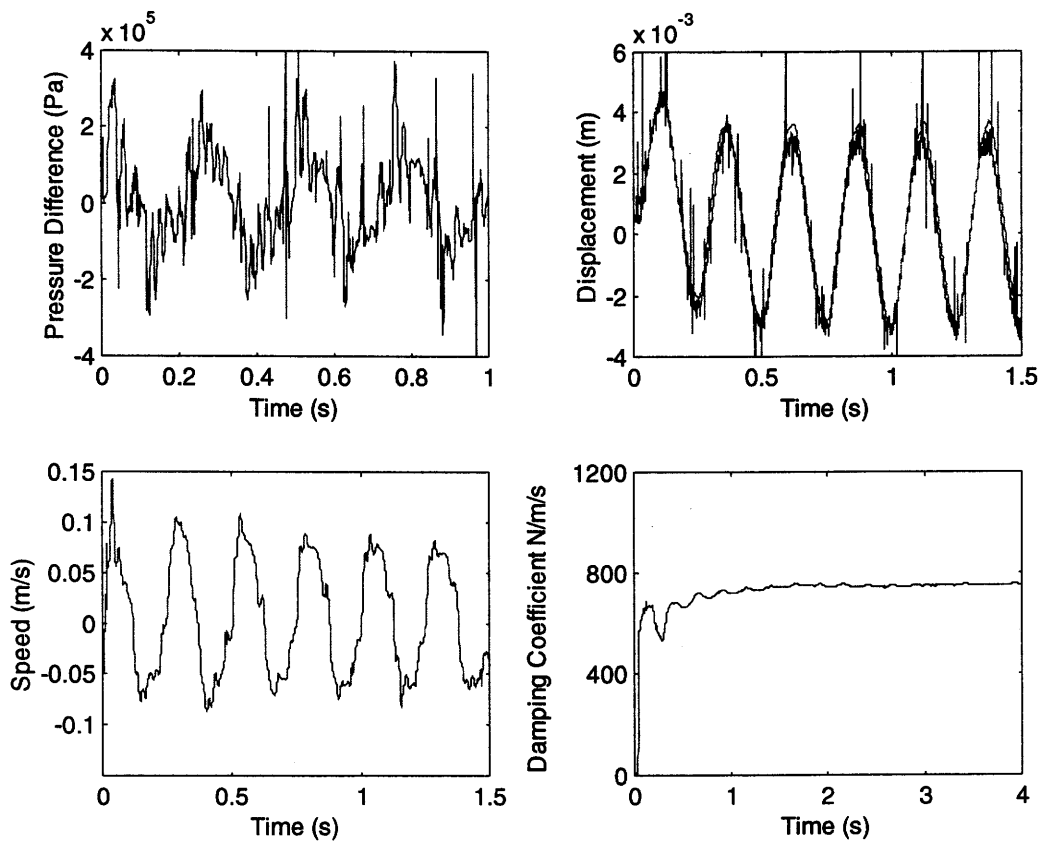 x 10^5
4
2
0
-2
-4
Pressure Difference (Pa)
0 0.2 0.4 0.6 0.8 1
Time (s)
x 10^-3
6
4
2
0
-2
-4
Displacement (m)
0 0.5 1 1.5
Time (s)
0.15
0.1
0.05
0
-0.05
-0.1
Speed (m/s)
0 0.5 1 1.5
Time (s)
1200
800
400
0
Damping Coefficient N/m/s
0 1 2 3 4
Time (s)